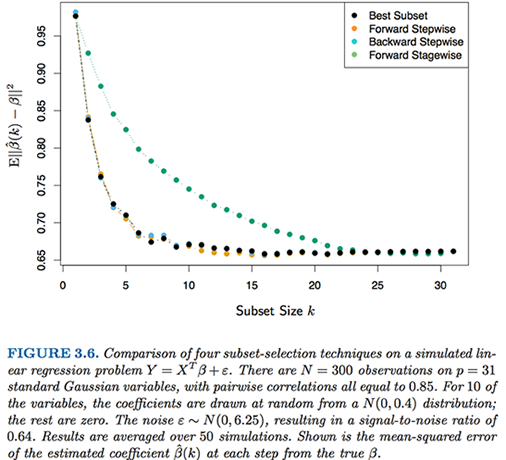 Best Subset
Forward Stepwise
Backward Stepwise
Forward Stagewise
E||β̂(k) − β||²
0.95
0.90
0.85
0.80
0.75
0.70
0.65
0
5
10
15
20
25
30
Subset Size k
FIGURE 3.6. Comparison of four subset-selection techniques on a simulated lin-
ear regression problem Y = X^T β + ε. There are N = 300 observations on p = 31
standard Gaussian variables, with pairwise correlations all equal to 0.85. For 10 of
the variables, the coefficients are drawn at random from a N(0, 0.4) distribution;
the rest are zero. The noise ε ∼ N(0, 6.25), resulting in a signal-to-noise ratio of
0.64. Results are averaged over 50 simulations. Shown is the mean-squared error
of the estimated coefficient β̂(k) at each step from the true β.